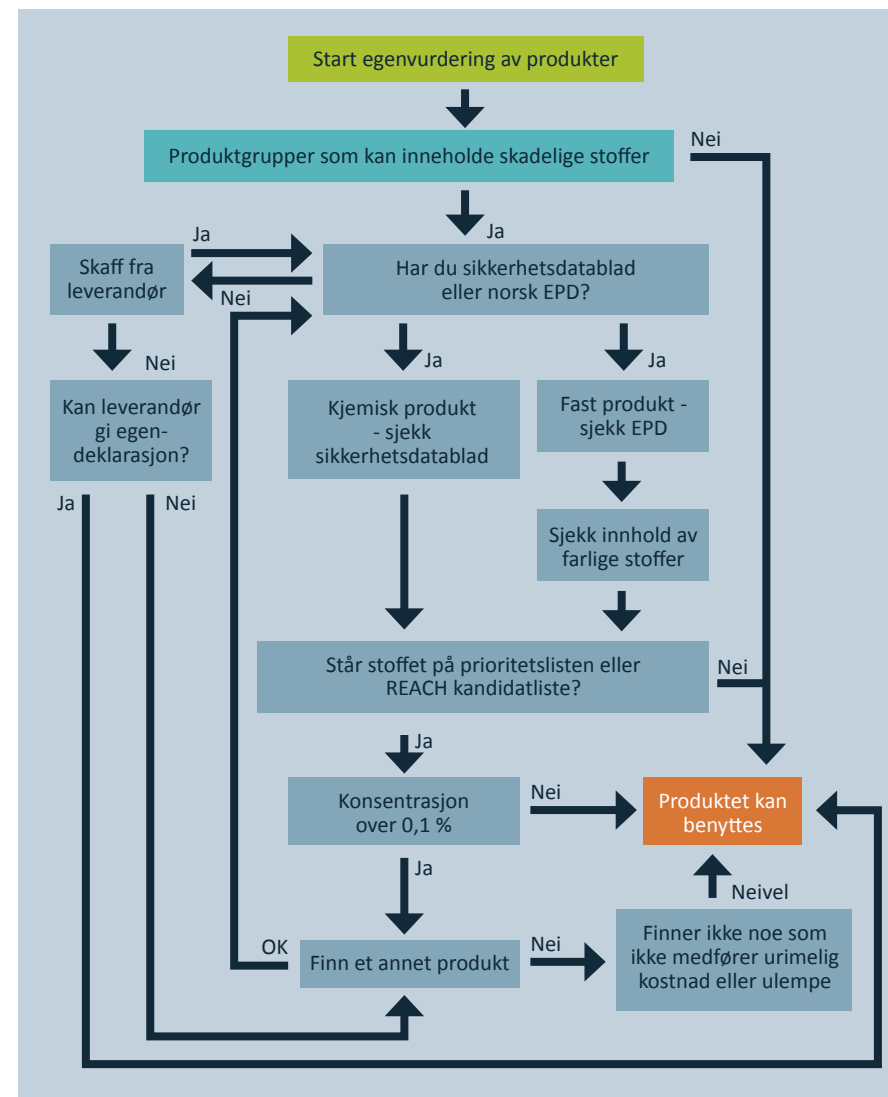 Start egenvurdering av produkter
Produktgrupper som kan inneholde skadelige stoffer
Nei
Ja
Ja
Skaff fra
leverandør
Har du sikkerhetsdatablad
eller norsk EPD?
Nei
Nei
Ja
Ja
Kan leverandør
gi egen-
deklarasjon?
Kjemisk produkt
- sjekk
sikkerhetsdatablad
Fast produkt -
sjekk EPD
Ja
Nei
Sjekk innhold av
farlige stoffer
Står stoffet på prioritetslisten eller
REACH kandidatliste?
Nei
Ja
Konsentrasjon
over 0,1 %
Nei
Produktet kan
benyttes
Ja
Neivel
OK
Finn et annet produkt
Nei
Finner ikke noe som
ikke medfører urimelig
kostnad eller ulempe